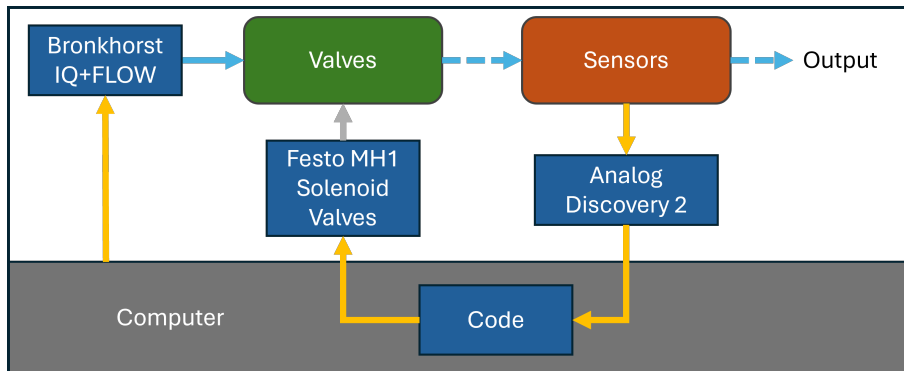 Bronkhorst
IQ+FLOW
Valves
Sensors
Output
Festo MH1
Solenoid
Valves
Analog
Discovery 2
Computer
Code